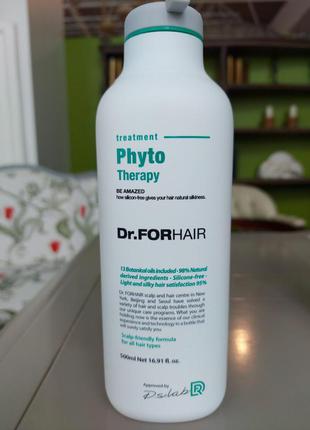 treatment
Phyto
Therapy
BE AMAZED
how silicon-free gives your hair natural silkiness.
Dr.FORHAIR
13 Botanical oils included · 98% Natural
derived ingredients · Silicone-free ·
Light and silky hair satisfaction 95%
Dr. FORHAIR scalp and hair centre in New
York, Beijing and Seoul have solved a
variety of hair and scalp troubles through
our unique care programs. What you are
holding now is the essence of our clinical
experience and technology in a bottle that
will surely relax.
Scalp-friendly formula
for all hair types
500ml Net 16.91 fl. oz.
Approved by
Dslab DR